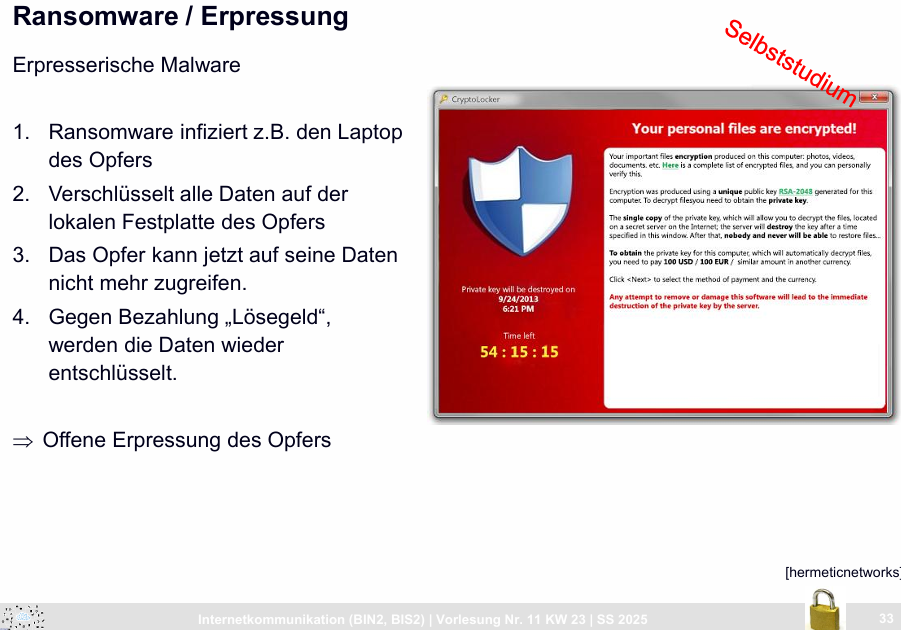 Ransomware / Erpressung
Selbststudium
Erpresserische Malware
1. Ransomware infiziert z.B. den Laptop
des Opfers
2. Verschlüsselt alle Daten auf der
lokalen Festplatte des Opfers
3. Das Opfer kann jetzt auf seine Daten
nicht mehr zugreifen.
4. Gegen Bezahlung „Lösegeld“,
werden die Daten wieder
entschlüsselt.
⇒ Offene Erpressung des Opfers
CryptoLocker
Your personal files are encrypted!
Your important files encryption produced on this computer: photos, videos,
documents, etc. Here is a complete list of encrypted files, and you can personally
verify this.
Encryption was produced using a unique public key RSA-2048 generated for this
computer. To decrypt filesyou need to obtain the private key.
The single copy of the private key, which will allow you to decrypt the files, located
on a secret server on the Internet; the server will destroy the key after a time
specified in this window. After that, nobody and never will be able to restore files...
To obtain the private key for this computer, which will automatically decrypt files,
you need to pay 100 USD / 100 EUR / similar amount in another currency.
Click <Next> to select the method of payment and the currency.
Any attempt to remove or damage this software will lead to the immediate
destruction of the private key by the server.
Private key will be destroyed on
9/24/2013
6:21 PM
Time left
54 : 15 : 15
[hermeticnetworks]
Internetkommunikation (BIN2, BIS2) | Vorlesung Nr. 11 KW 23 | SS 2025
33